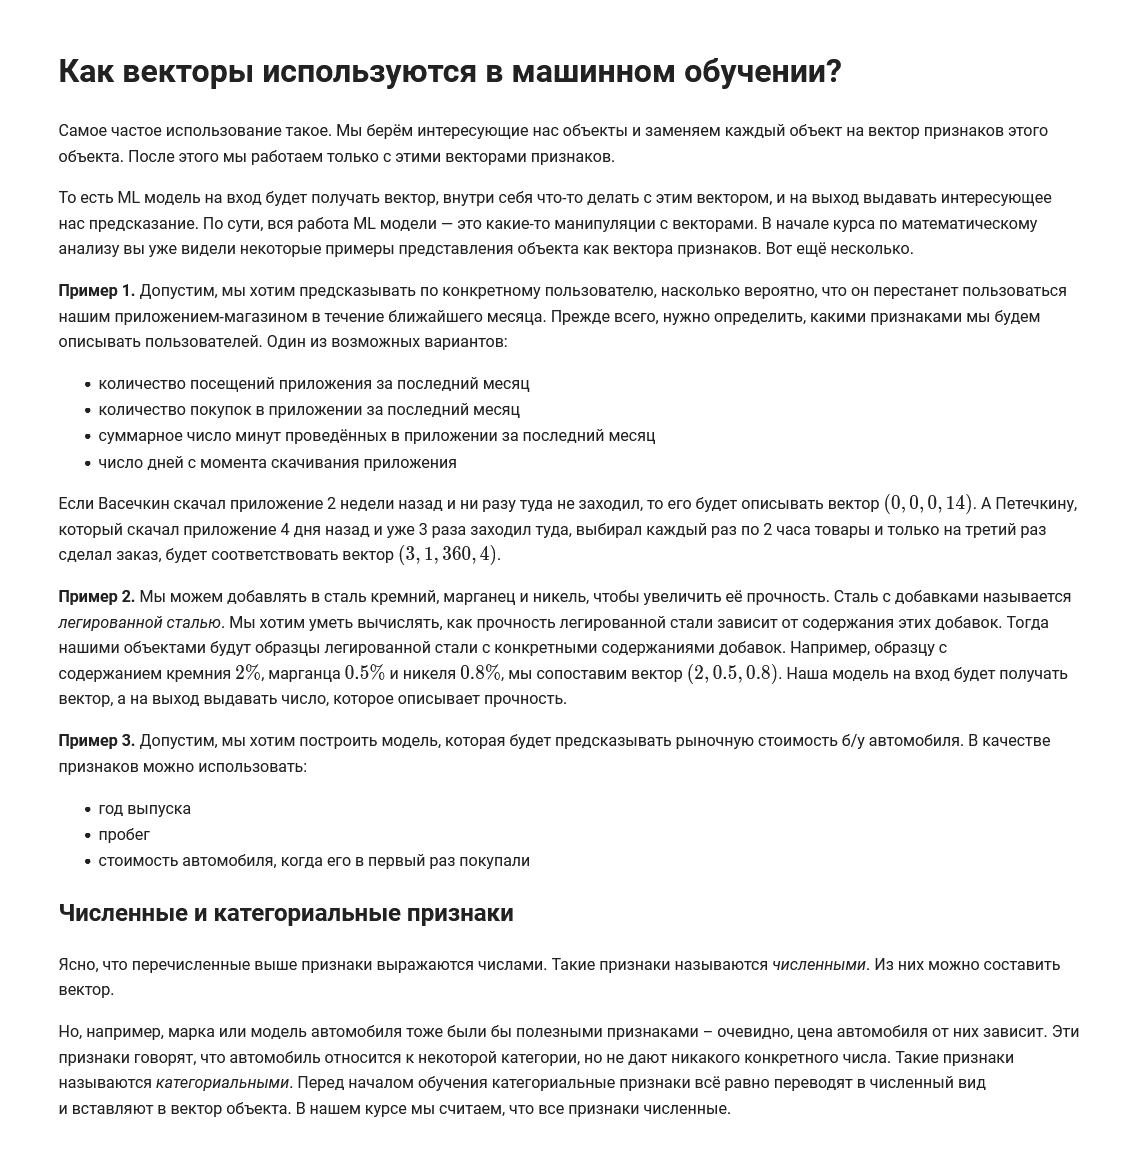 Как векторы используются в машинном обучении?
Самое частое использование такое. Мы берём интересующие нас объекты и заменяем каждый объект на вектор признаков этого
объекта. После этого мы работаем только с этими векторами признаков.
То есть ML модель на вход будет получать вектор, внутри себя что-то делать с этим вектором, и на выход выдавать интересующее
нас предсказание. По сути, вся работа ML модели — это какие-то манипуляции с векторами. В начале курса по математическому
анализу вы уже видели некоторые примеры представления объекта как вектора признаков. Вот ещё несколько.
Пример 1. Допустим, мы хотим предсказывать по конкретному пользователю, насколько вероятно, что он перестанет пользоваться
нашим приложением-магазином в течение ближайшего месяца. Прежде всего, нужно определить, какими признаками мы будем
описывать пользователей. Один из возможных вариантов:
• количество посещений приложения за последний месяц
• количество покупок в приложении за последний месяц
• суммарное число минут проведённых в приложении за последний месяц
• число дней с момента скачивания приложения
Если Васечкин скачал приложение 2 недели назад и ни разу туда не заходил, то его будет описывать вектор (0, 0, 0, 14). А Петечкину,
который скачал приложение 4 дня назад и уже 3 раза заходил туда, выбирал каждый раз по 2 часа товары и только на третий раз
сделал заказ, будет соответствовать вектор (3, 1, 360, 4).
Пример 2. Мы можем добавлять в сталь кремний, марганец и никель, чтобы увеличить её прочность. Сталь с добавками называется
легированной сталью. Мы хотим уметь вычислять, как прочность легированной стали зависит от содержания этих добавок. Тогда
нашими объектами будут образцы легированной стали с конкретными содержаниями добавок. Например, образцу с
содержанием кремния 2%, марганца 0.5% и никеля 0.8%, мы сопоставим вектор (2, 0.5, 0.8). Наша модель на вход будет получать
вектор, а на выход выдавать число, которое описывает прочность.
Пример 3. Допустим, мы хотим построить модель, которая будет предсказывать рыночную стоимость б/у автомобиля. В качестве
признаков можно использовать:
• год выпуска
• пробег
• стоимость автомобиля, когда его в первый раз покупали
Численные и категориальные признаки
Ясно, что перечисленные выше признаки выражаются числами. Такие признаки называются численными. Из них можно составить
вектор.
Но, например, марка или модель автомобиля тоже были бы полезными признаками – очевидно, цена автомобиля от них зависит. Эти
признаки говорят, что автомобиль относится к некоторой категории, но не дают никакого конкретного числа. Такие признаки
называются категориальными. Перед началом обучения категориальные признаки всё равно переводят в численный вид
и вставляют в вектор объекта. В нашем курсе мы считаем, что все признаки численные.